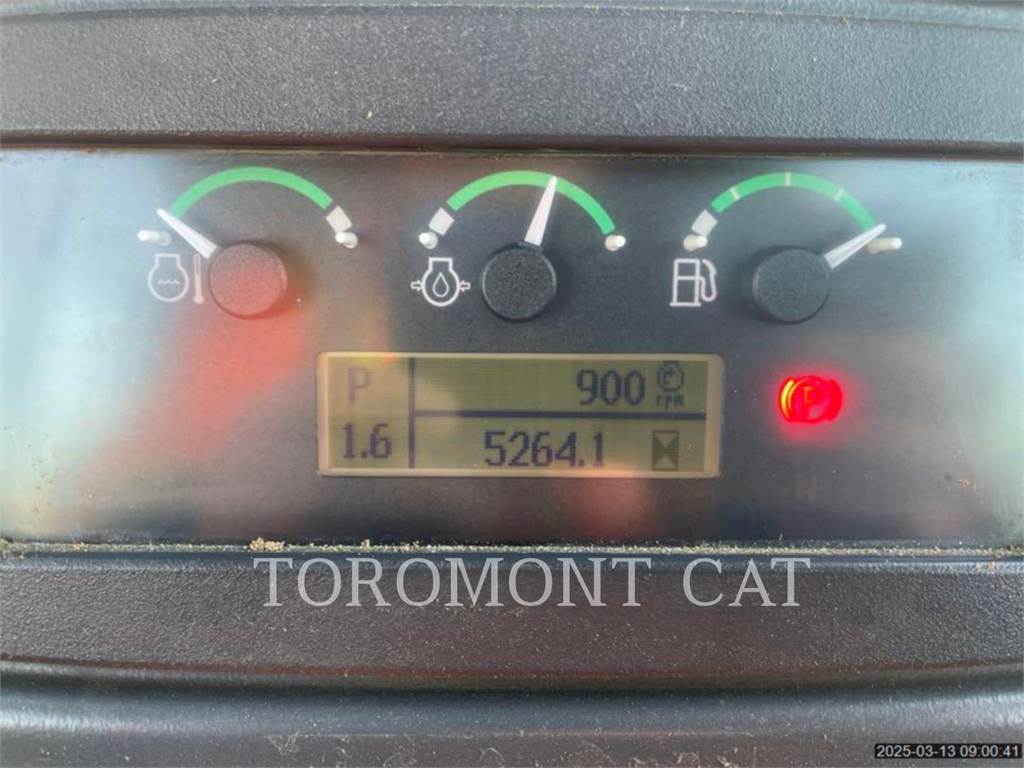 P
900
rpm
1.6
5264.1
P
N
TOROMONT CAT
2025-03-13 09:00:41